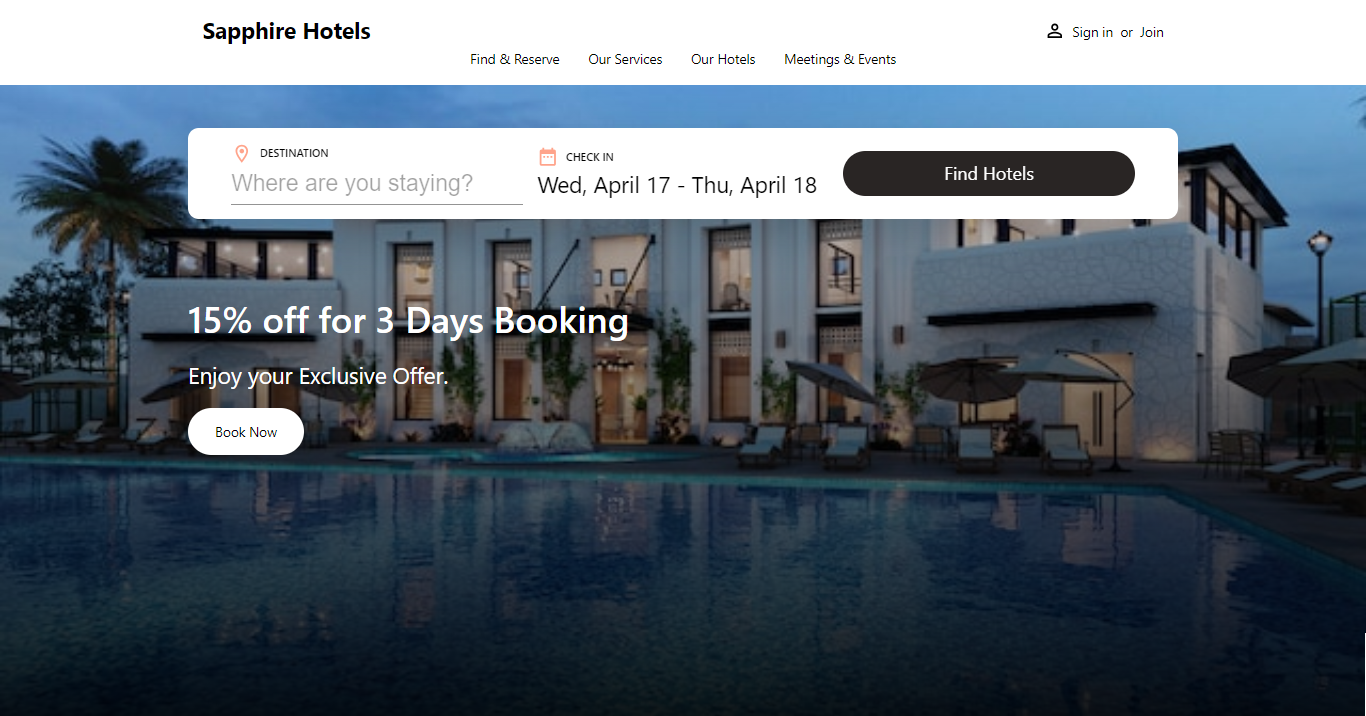 Sapphire Hotels
Sign in or Join
Find & Reserve Our Services Our Hotels Meetings & Events
DESTINATION
Where are you staying?
CHECK IN
Wed, April 17 - Thu, April 18
Find Hotels
15% off for 3 Days Booking
Enjoy your Exclusive Offer.
Book Now